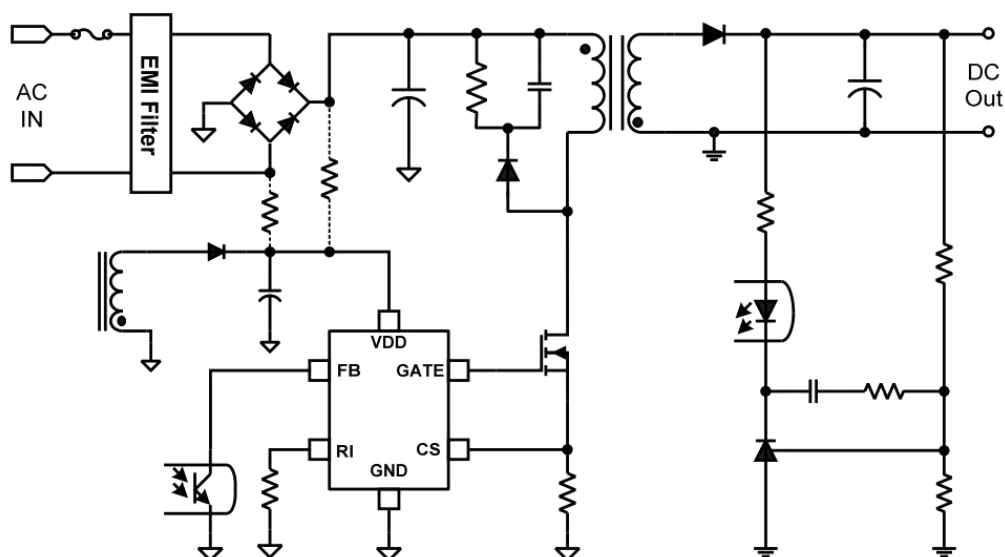 AC
IN
EMI Filter
DC
Out
VDD
FB
GATE
RI
CS
GND